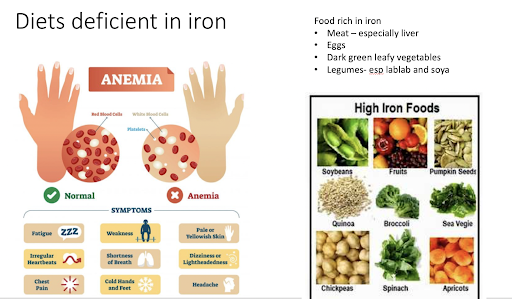 Diets deficient in iron
Food rich in iron
• Meat – especially liver
• Eggs
• Dark green leafy vegetables
• Legumes- esp lablab and soya
ANEMIA
Red Blood Cells
White Blood Cells
Platelets
Normal
Anemia
SYMPTOMS
Fatigue
ZZZ
Weakness
Pale or
Yellowish Skin
Irregular
Heartbeats
Shortness
of Breath
Dizziness or
Lightheadedness
Chest
Pain
Cold Hands
and Feet
Headache
High Iron Foods
Soybeans
Fruits
Pumpkin Seeds
Quinoa
Broccoli
Sea Vegie
Chickpeas
Spinach
Apricots